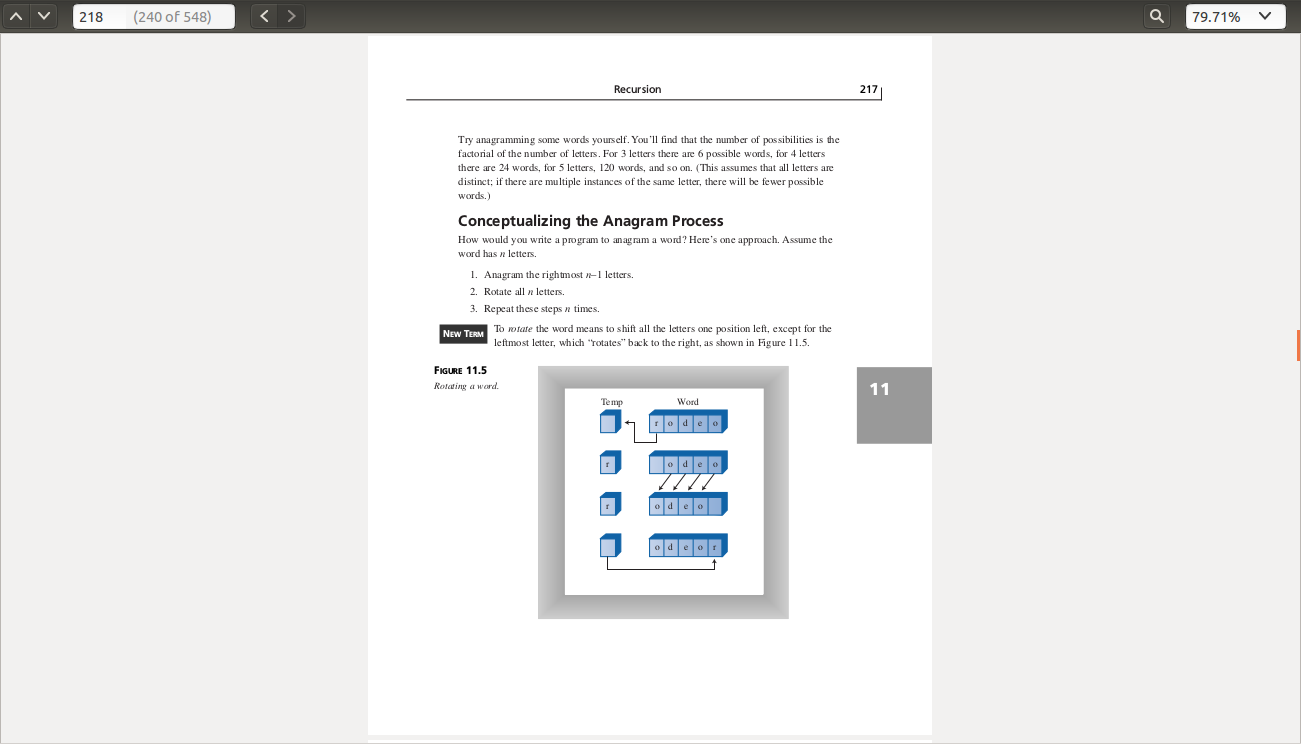 218 (240 of 548) 79.71%
Recursion 217
Try anagramming some words yourself. You’ll find that the number of possibilities is the
factorial of the number of letters. For 3 letters there are 6 possible words, for 4 letters
there are 24 words, for 5 letters, 120 words, and so on. (This assumes that all letters are
distinct; if there are multiple instances of the same letter, there will be fewer possible
words.)
Conceptualizing the Anagram Process
How would you write a program to anagram a word? Here’s one approach. Assume the
word has n letters.
1. Anagram the rightmost n–1 letters.
2. Rotate all n letters.
3. Repeat these steps n times.
NEW TERM
To rotate the word means to shift all the letters one position left, except for the
leftmost letter, which “rotates” back to the right, as shown in Figure 11.5.
FIGURE 11.5
Rotating a word.
11
Temp Word
r o d e o
r o d e o
r o d e o
o d e o r